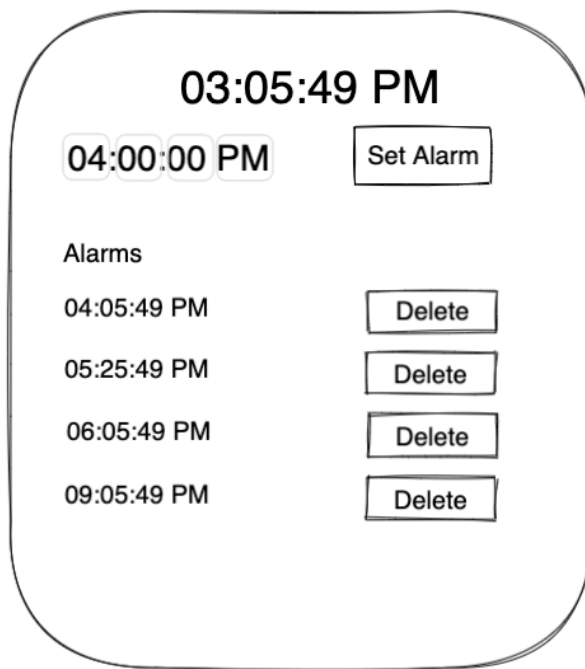 03:05:49 PM
04:00:00 PM Set Alarm
Alarms
04:05:49 PM Delete
05:25:49 PM Delete
06:05:49 PM Delete
09:05:49 PM Delete